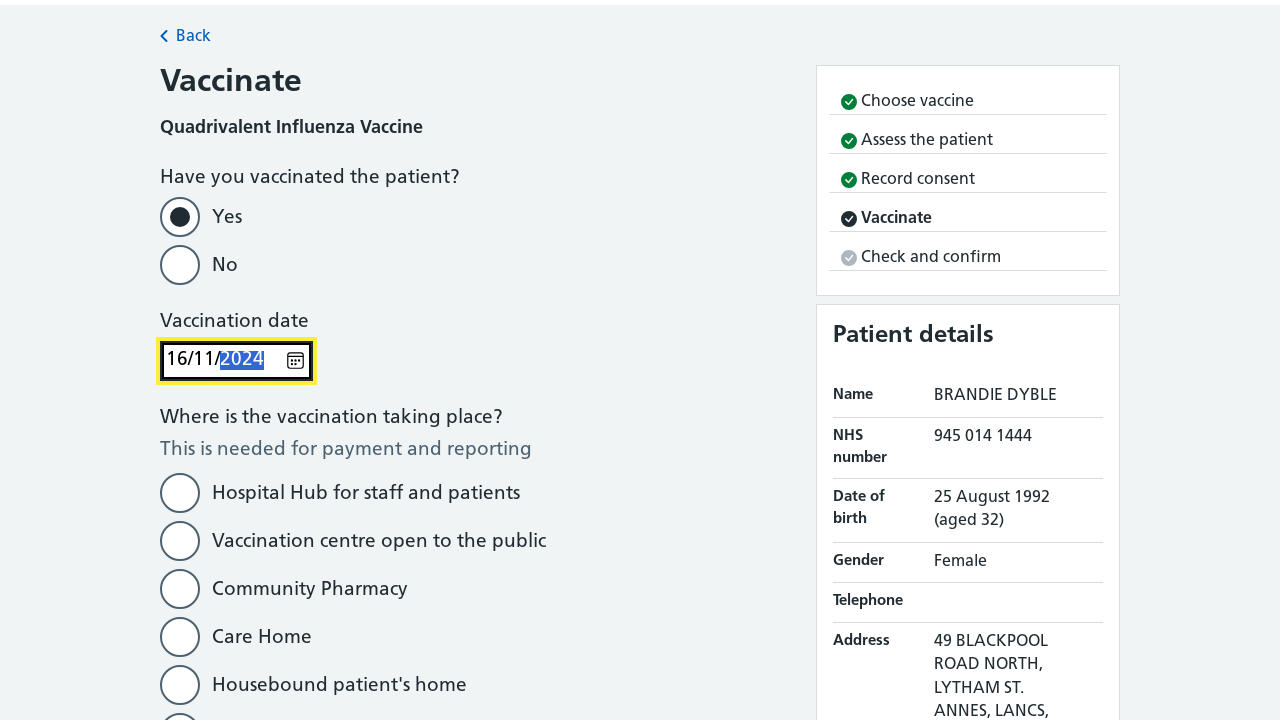 Back
Vaccinate
Quadrivalent Influenza Vaccine
Have you vaccinated the patient?
Yes
No
Vaccination date
16/11/2024
Where is the vaccination taking place?
This is needed for payment and reporting
Hospital Hub for staff and patients
Vaccination centre open to the public
Community Pharmacy
Care Home
Housebound patient's home
Choose vaccine
Assess the patient
Record consent
Vaccinate
Check and confirm
Patient details
Name
BRANDIE DYBLE
NHS
number
945 014 1444
Date of
birth
25 August 1992
(aged 32)
Gender
Female
Telephone
Address
49 BLACKPOOL
ROAD NORTH,
LYTHAM ST.
ANNES, LANCS,